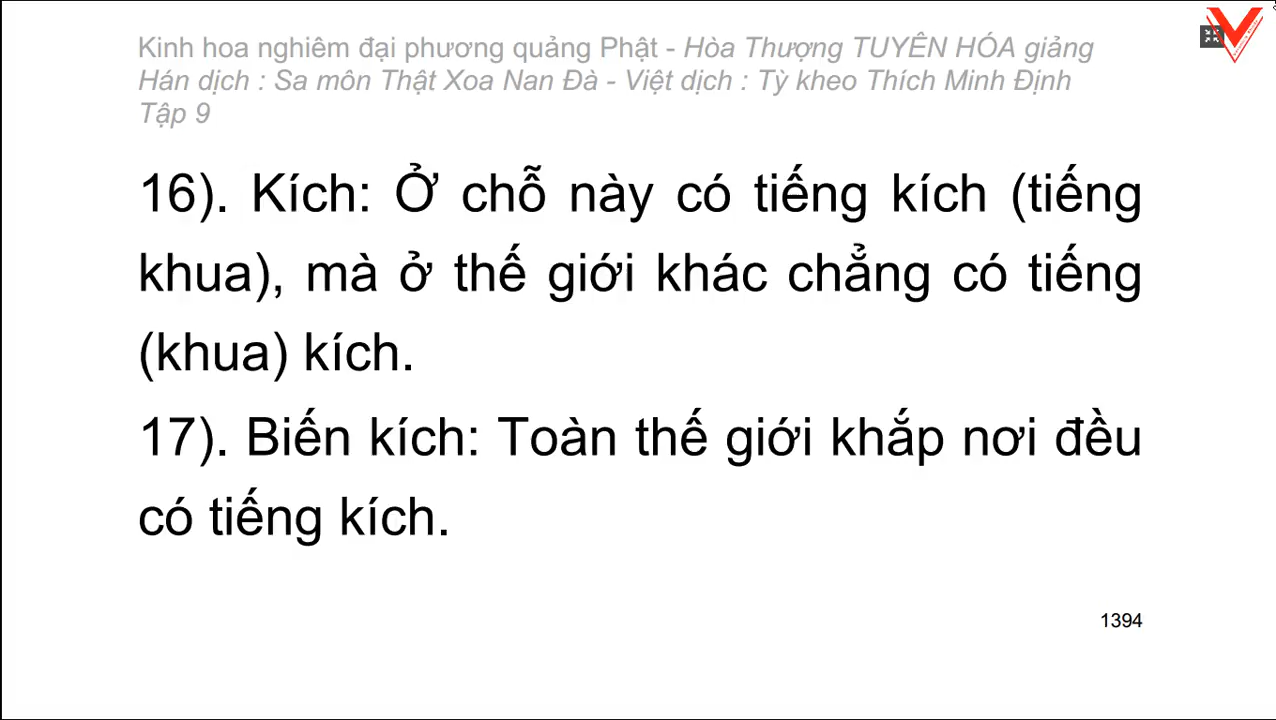 Kinh hoa nghiêm đại phương quảng Phật - Hòa Thượng TUYÊN HÓA giảng
Hán dịch : Sa môn Thật Xoa Nan Đà - Việt dịch : Tỳ kheo Thích Minh Định
Tập 9
16). Kích: Ở chỗ này có tiếng kích (tiếng
khua), mà ở thế giới khác chẳng có tiếng
(khua) kích.
17). Biến kích: Toàn thế giới khắp nơi đều
có tiếng kích.
1394